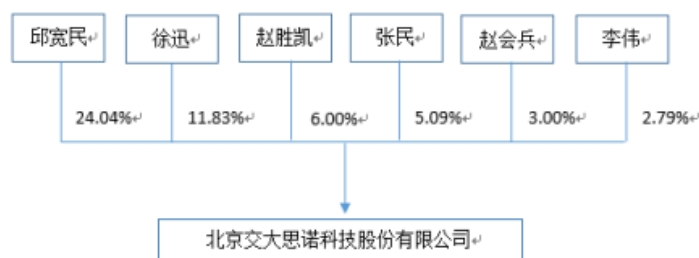 邱宽民 徐迅 赵胜凯 张民 赵会兵 李伟
24.04% 11.83% 6.00% 5.09% 3.00% 2.79%
北京交大思诺科技股份有限公司